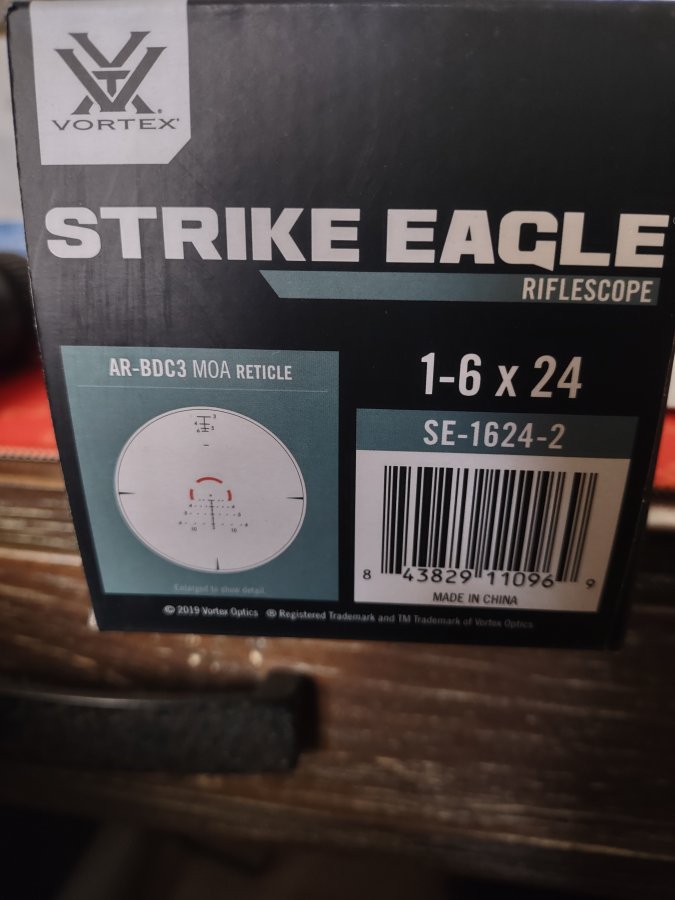 VORTEX®
STRIKE EAGLE
RIFLESCOPE
AR-BDC3 MOA RETICLE
Enlarged to show detail
1-6 x 24
SE-1624-2
8 43829 11096 9
MADE IN CHINA
© 2019 Vortex Optics ® Registered Trademark and TM Trademark of Vortex Optics